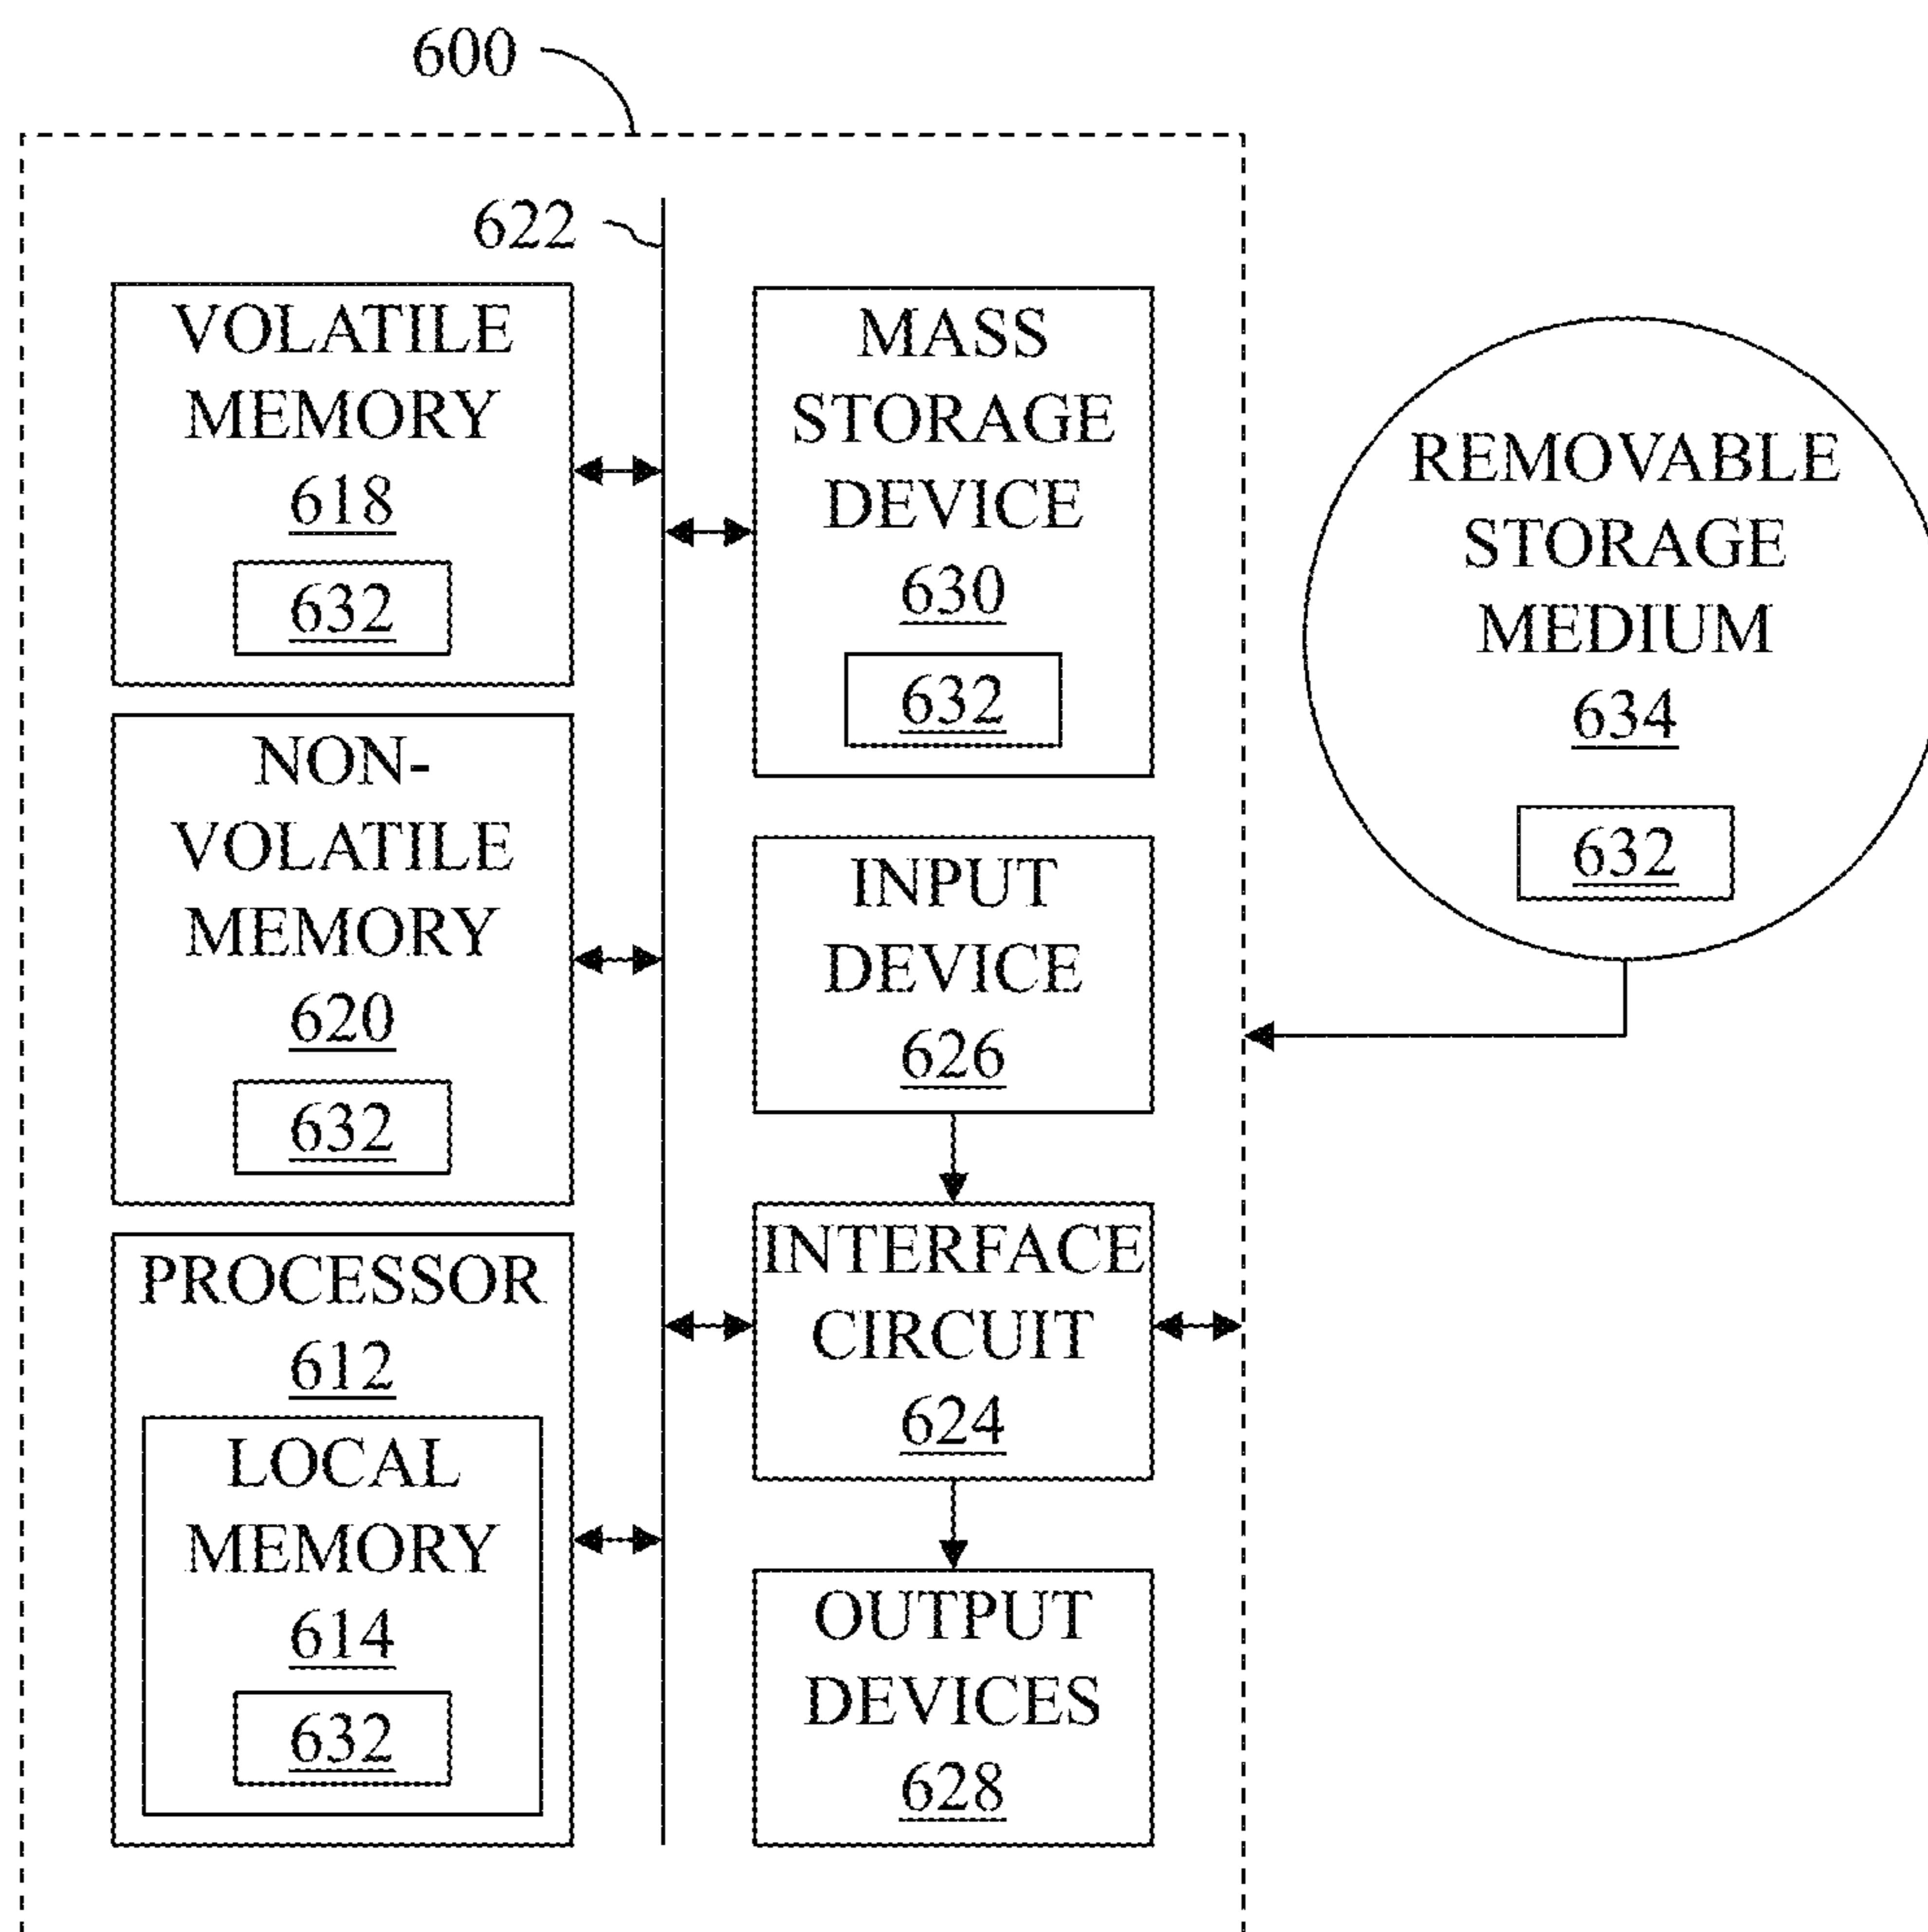 600
622
VOLATILE
MEMORY
618
632
NON-
VOLATILE
MEMORY
620
632
PROCESSOR
612
LOCAL
MEMORY
614
632
MASS
STORAGE
DEVICE
630
632
INPUT
DEVICE
626
INTERFACE
CIRCUIT
624
OUTPUT
DEVICES
628
REMOVABLE
STORAGE
MEDIUM
634
632